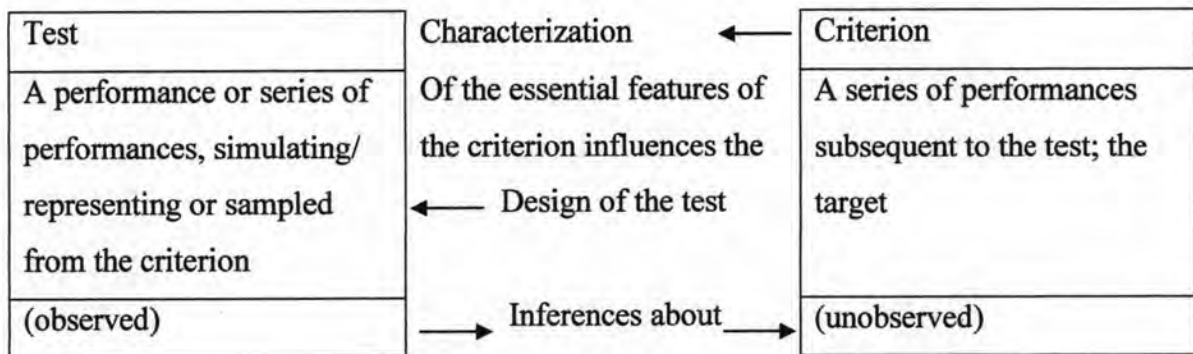 Test
A performance or series of
performances, simulating/
representing or sampled
from the criterion
(observed)
Characterization
Of the essential features of
the criterion influences the
Design of the test
Inferences about
Criterion
A series of performances
subsequent to the test; the
target
(unobserved)